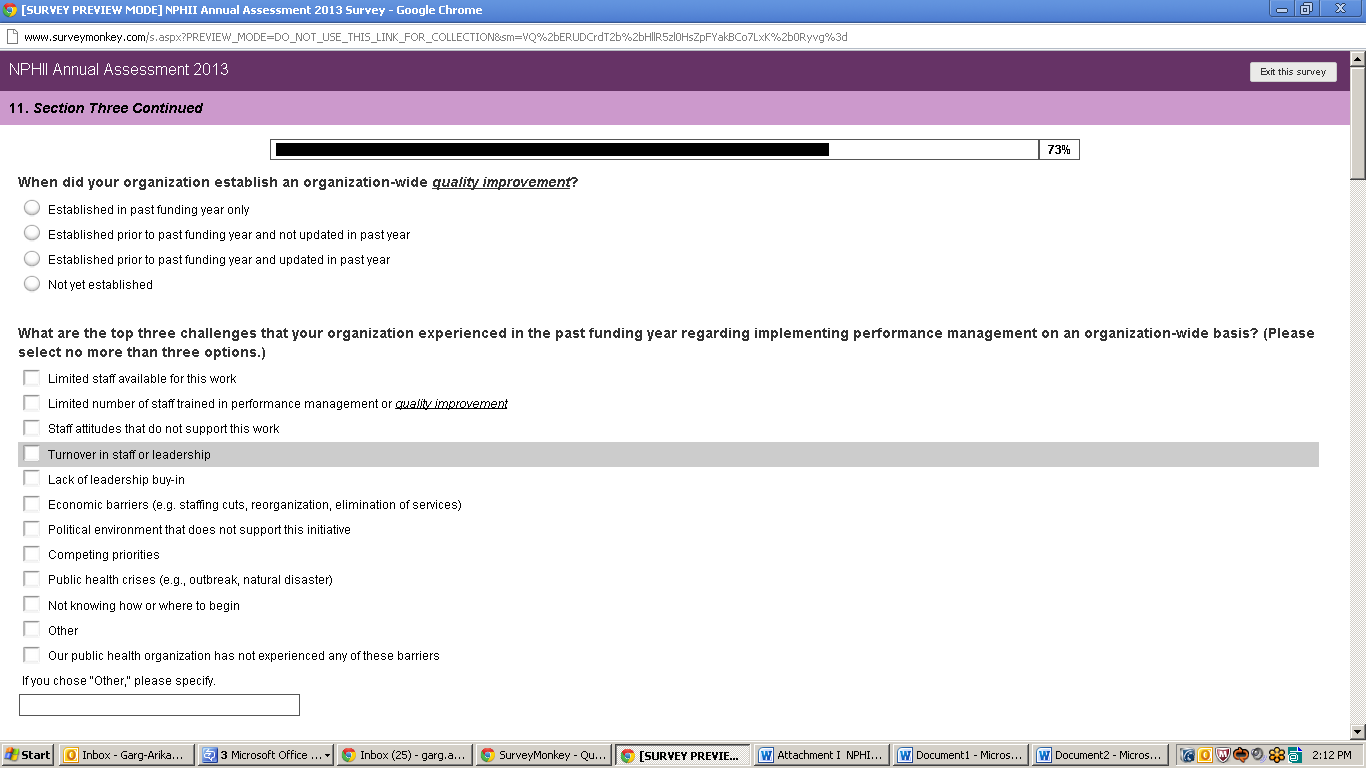 [SURVEY PREVIEW MODE] NPHII Annual Assessment 2013 Survey - Google Chrome
www.surveymonkey.com/s.aspx?PREVIEW_MODE=DO_NOT_USE_THIS_LINK_FOR_COLLECTION&sm=VQ%2bERUDCrdT2b%2bHllR5zl0HsZpFYakBCo7LxK%2b0Ryvg%3d
NPHII Annual Assessment 2013
Exit this survey
11. Section Three Continued
73%
When did your organization establish an organization-wide quality improvement?
Established in past funding year only
Established prior to past funding year and not updated in past year
Established prior to past funding year and updated in past year
Not yet established
What are the top three challenges that your organization experienced in the past funding year regarding implementing performance management on an organization-wide basis? (Please
select no more than three options.)
Limited staff available for this work
Limited number of staff trained in performance management or quality improvement
Staff attitudes that do not support this work
Turnover in staff or leadership
Lack of leadership buy-in
Economic barriers (e.g. staffing cuts, reorganization, elimination of services)
Political environment that does not support this initiative
Competing priorities
Public health crises (e.g., outbreak, natural disaster)
Not knowing how or where to begin
Other
Our public health organization has not experienced any of these barriers
If you chose "Other," please specify.
Start
Inbox - Garg-Arika...
3 Microsoft Office ...
Inbox (25) - garg.a...
SurveyMonkey - Qu...
[SURVEY PREVIE...
Attachment I NPHI...
Document1 - Micros...
Document2 - Micros...
2:12 PM